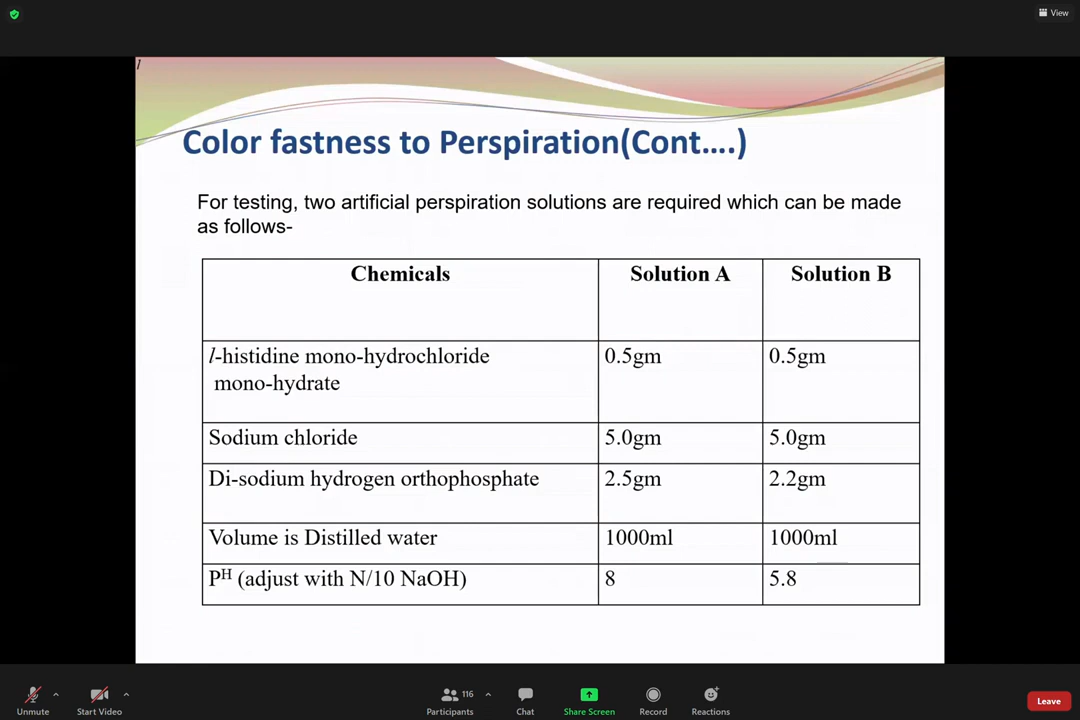 View
l
Color fastness to Perspiration(Cont....)
For testing, two artificial perspiration solutions are required which can be made
as follows-
Chemicals Solution A Solution B
l-histidine mono-hydrochloride 0.5gm 0.5gm
mono-hydrate
Sodium chloride 5.0gm 5.0gm
Di-sodium hydrogen orthophosphate 2.5gm 2.2gm
Volume is Distilled water 1000ml 1000ml
Pᴴ (adjust with N/10 NaOH) 8 5.8
Unmute Start Video Participants 116 Chat Share Screen Record Reactions Leave